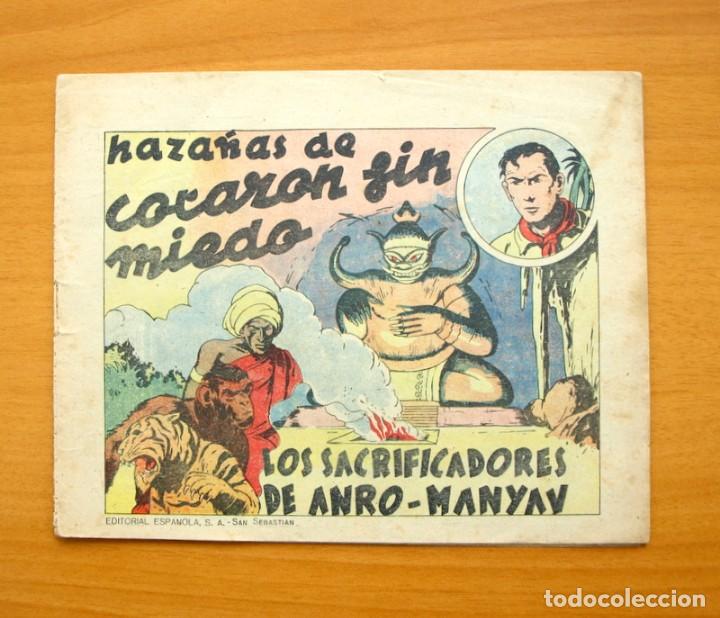 hazañas de
corazon sin
miedo
LOS SACRIFICADORES
DE ANRO-MANYAV
EDITORIAL ESPAÑOLA, S. A. - SAN SEBASTIAN
todocoleccion